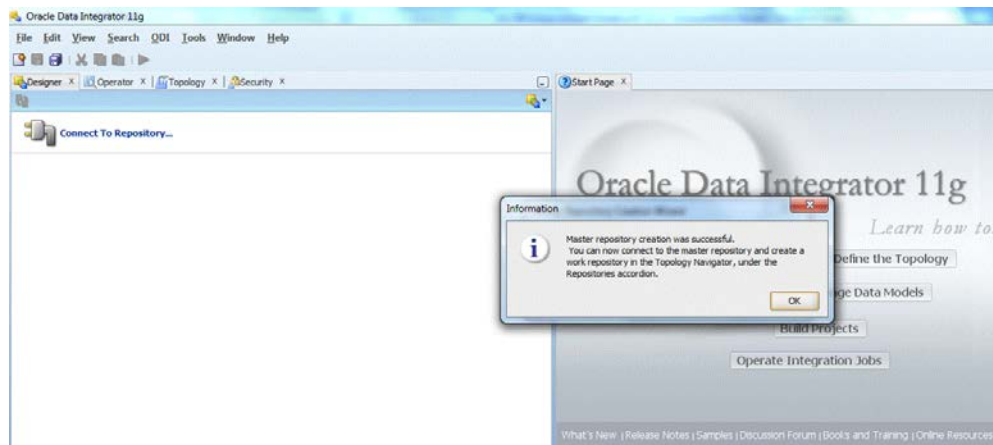 Oracle Data Integrator 11g
File Edit View Search ODI Tools Window Help
Designer x Operator x Topology x Security x
Start Page x
Connect To Repository...
Oracle Data Integrator 11g
Learn how to
Information
Master repository creation was successful.
You can now connect to the master repository and create a
work repository in the Topology Navigator, under the
Repositories accordion.
OK
Define the Topology
ge Data Models
Build Projects
Operate Integration Jobs
What's New | Release Notes | Samples | Discussion Forum | Books and Training | Online Resources